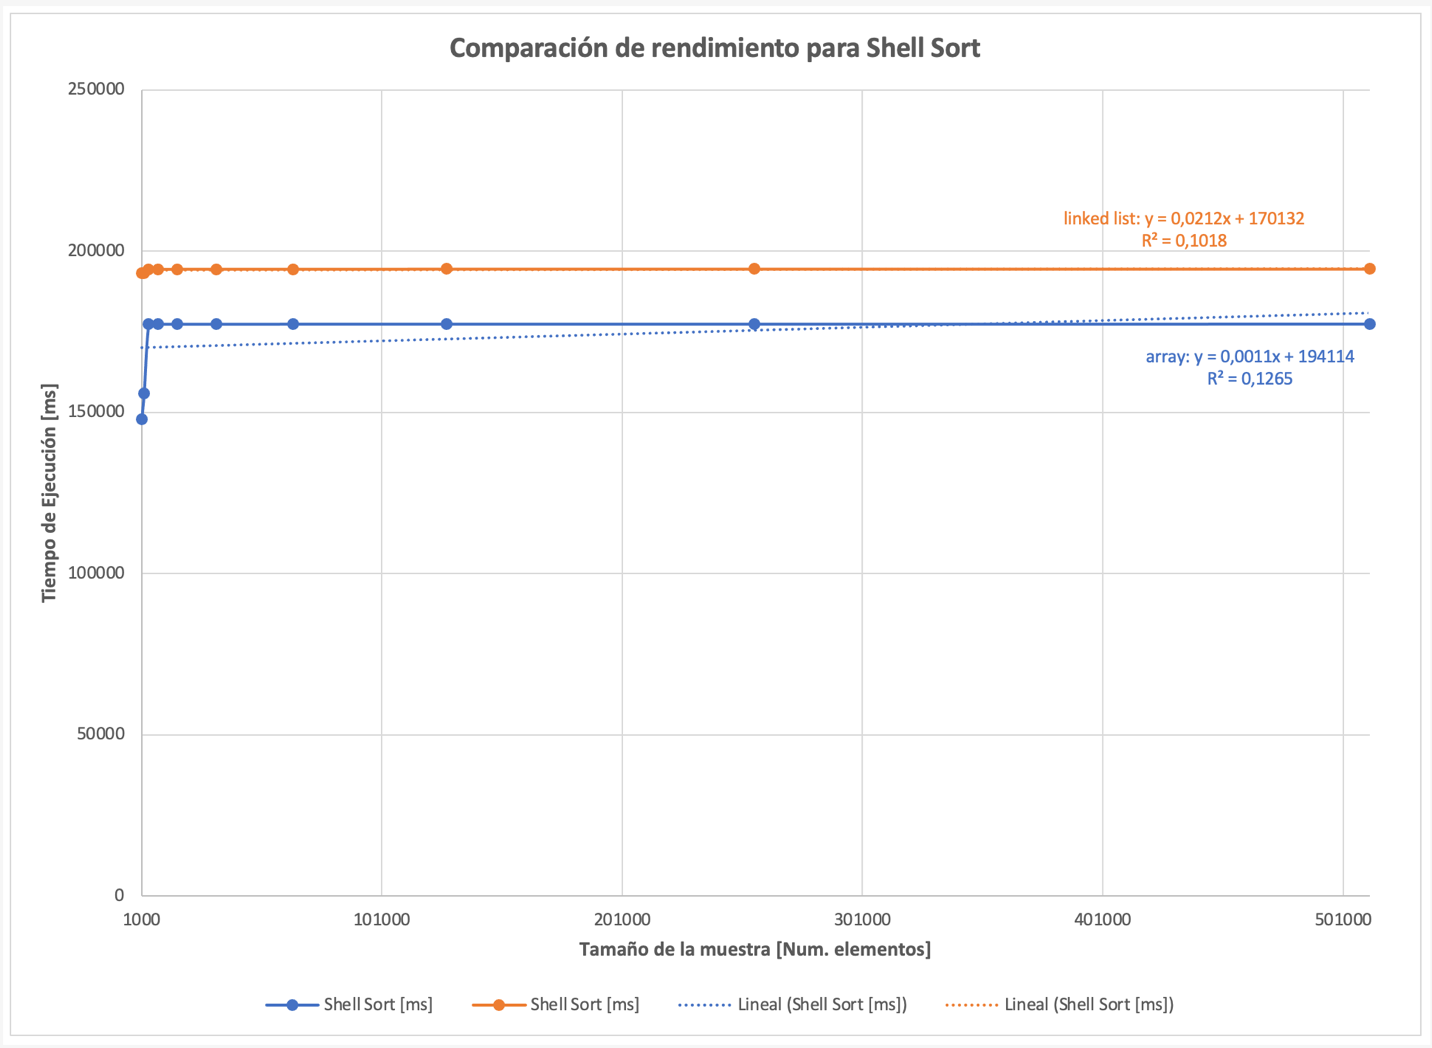 Comparación de rendimiento para Shell Sort
250000
200000
150000
100000
50000
0
Tiempo de Ejecución [ms]
linked list: y = 0,0212x + 170132
R² = 0,1018
array: y = 0,0011x + 194114
R² = 0,1265
1000 101000 201000 301000 401000 501000
Tamaño de la muestra [Num. elementos]
Shell Sort [ms] Shell Sort [ms] Lineal (Shell Sort [ms]) Lineal (Shell Sort [ms])